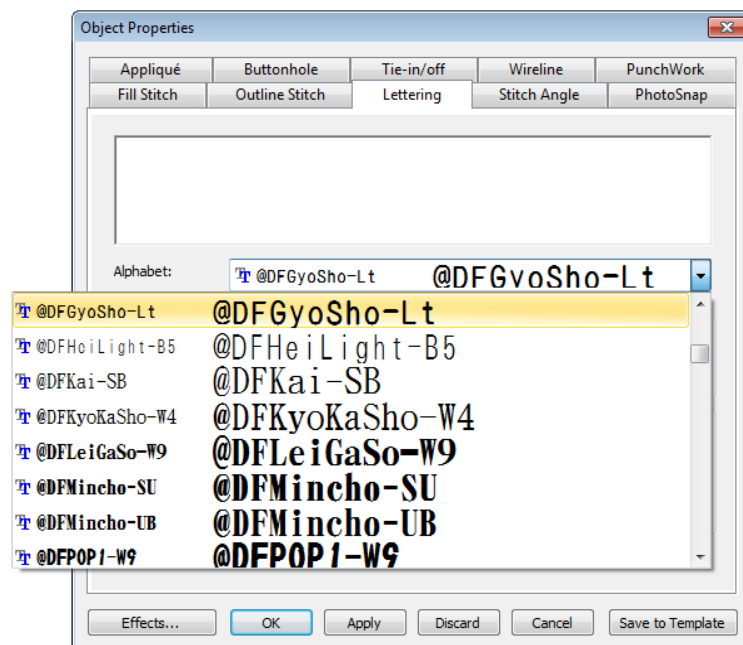 Object Properties
Appliqué Buttonhole Tie-in/off Wireline PunchWork
Fill Stitch Outline Stitch Lettering Stitch Angle PhotoSnap
Alphabet: @DFGyoSho-Lt @DFGyoSho-Lt
@DFGyoSho-Lt @DFGyoSho-Lt
@DFHeiLight-B5 @DFHeiLight-B5
@DFKai-SB @DFKai-SB
@DFKyoKaSho-W4 @DFKyoKaSho-W4
@DFLeiGaSo-W9 @DFLeiGaSo-W9
@DFMincho-SU @DFMincho-SU
@DFMincho-UB @DFMincho-UB
@DFPOP1-W9 @DFPOP1-W9
Effects... OK Apply Discard Cancel Save to Template